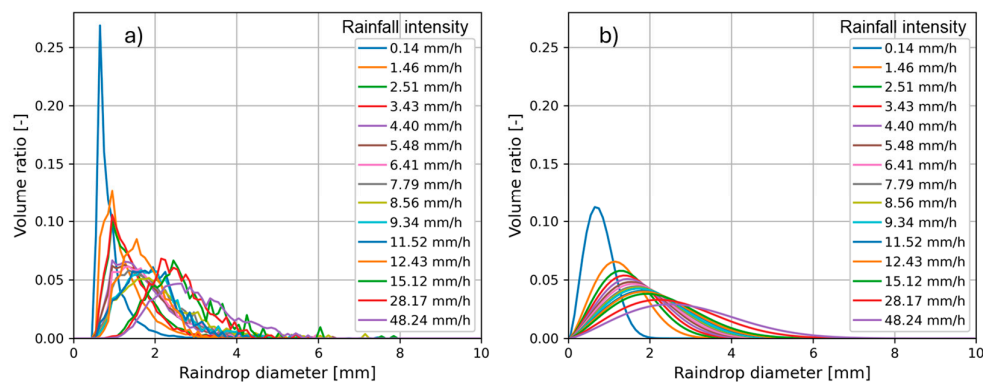 a)
Rainfall intensity
0.14 mm/h
1.46 mm/h
2.51 mm/h
3.43 mm/h
4.40 mm/h
5.48 mm/h
6.41 mm/h
7.79 mm/h
8.56 mm/h
9.34 mm/h
11.52 mm/h
12.43 mm/h
15.12 mm/h
28.17 mm/h
48.24 mm/h
Volume ratio [-]
0.25
0.20
0.15
0.10
0.05
0.00
0 2 4 6 8 10
Raindrop diameter [mm]
b)
Rainfall intensity
0.14 mm/h
1.46 mm/h
2.51 mm/h
3.43 mm/h
4.40 mm/h
5.48 mm/h
6.41 mm/h
7.79 mm/h
8.56 mm/h
9.34 mm/h
11.52 mm/h
12.43 mm/h
15.12 mm/h
28.17 mm/h
48.24 mm/h
Volume ratio [-]
0.25
0.20
0.15
0.10
0.05
0.00
0 2 4 6 8 10
Raindrop diameter [mm]